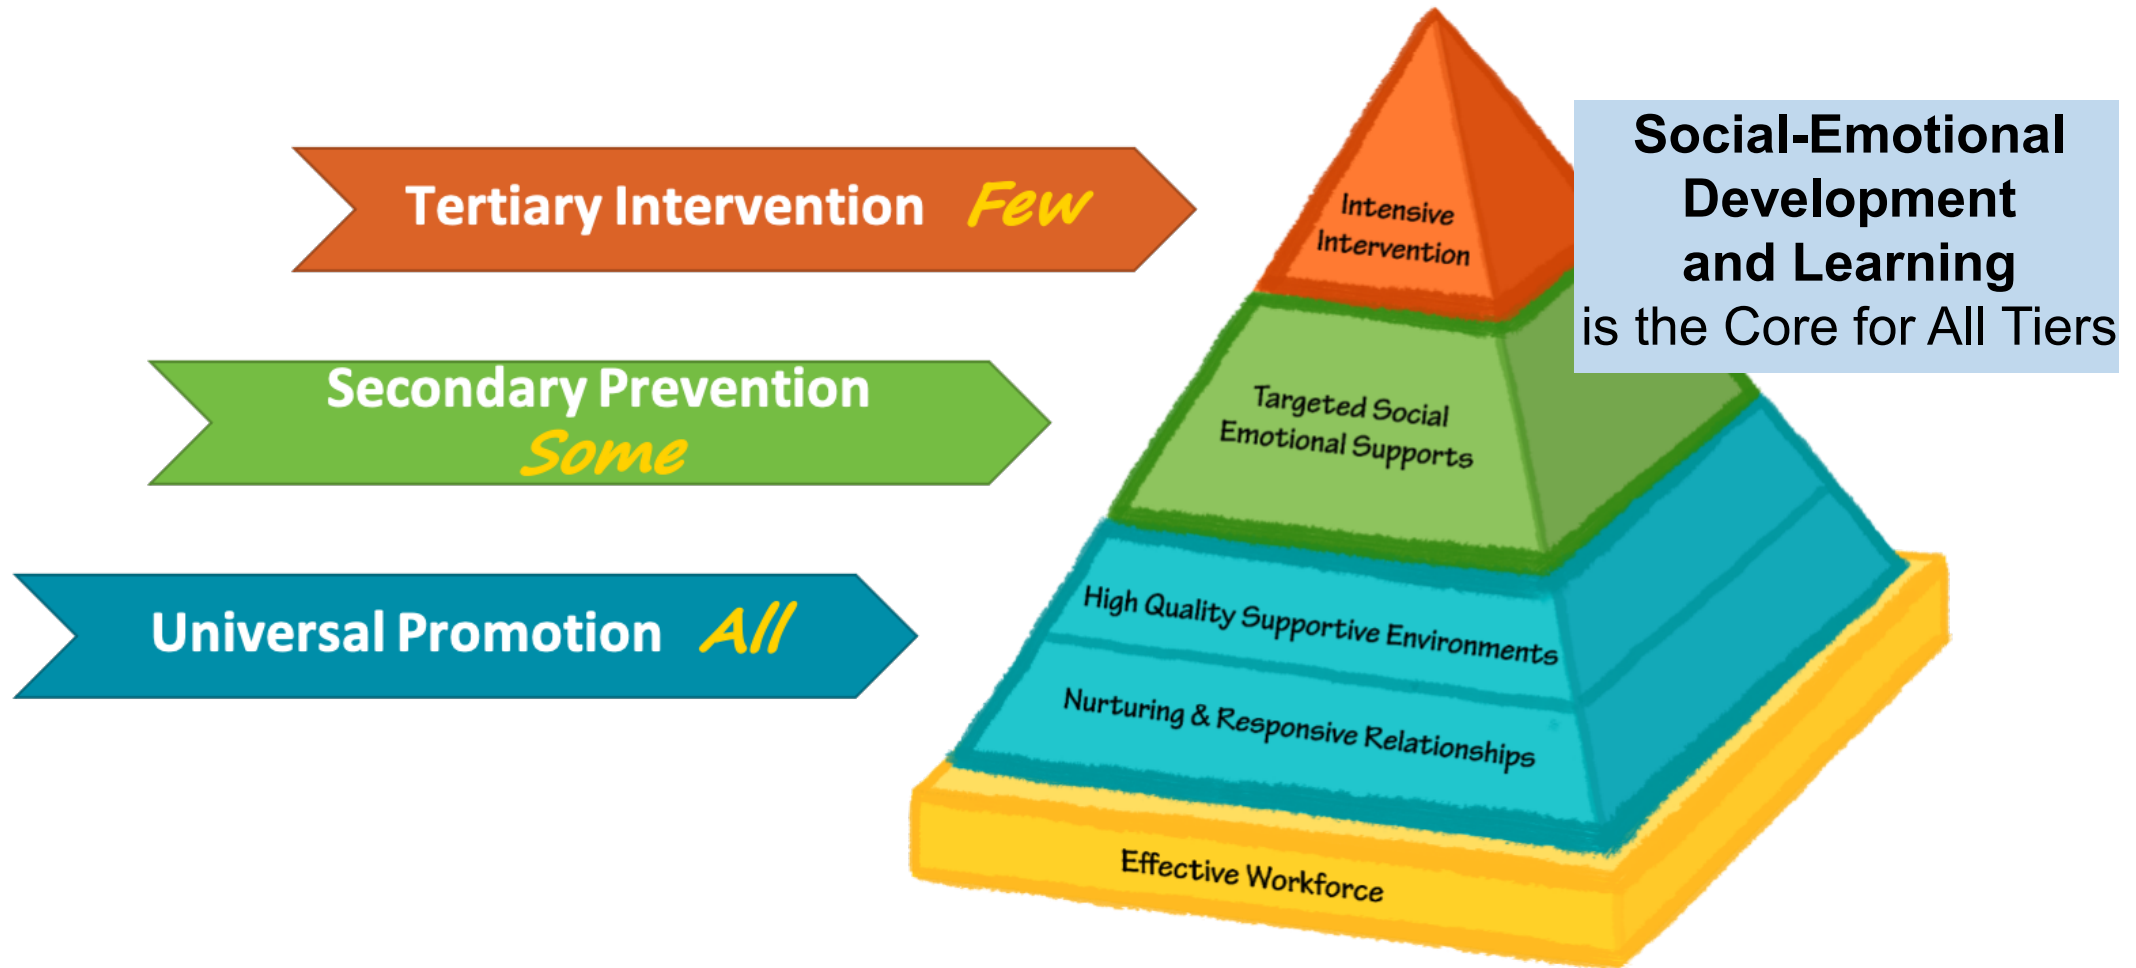 Tertiary Intervention Few
Secondary Prevention
Some
Universal Promotion All
Intensive
Intervention
Targeted Social
Emotional Supports
High Quality Supportive Environments
Nurturing & Responsive Relationships
Effective Workforce
Social-Emotional
Development
and Learning
is the Core for All Tiers